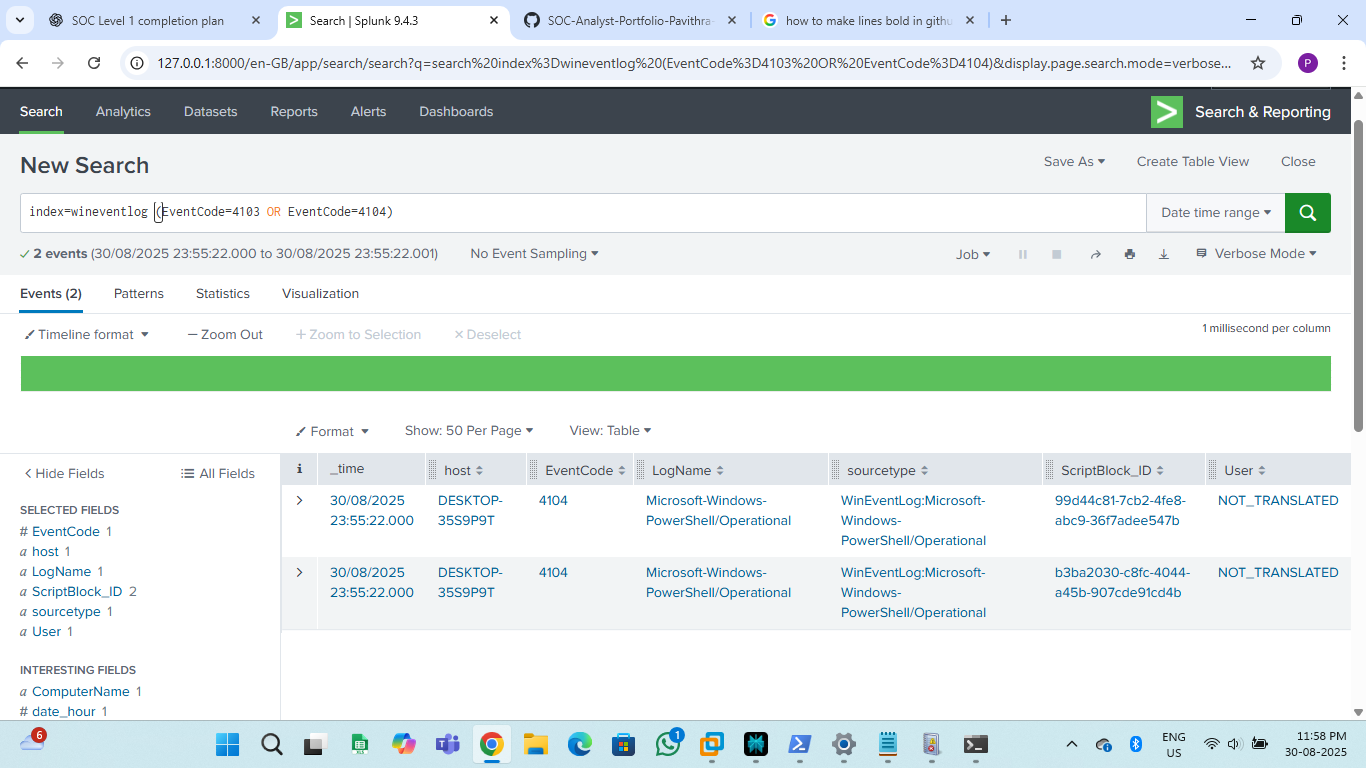 SOC Level 1 completion plan
Search | Splunk 9.4.3
SOC-Analyst-Portfolio-Pavithra-
how to make lines bold in githu
127.0.0.1:8000/en-GB/app/search/search?q=search%20index%3Dwineventlog%20(EventCode%3D4103%20OR%20EventCode%3D4104)&display.page.search.mode=verbose...
P
Search
Analytics
Datasets
Reports
Alerts
Dashboards
Search & Reporting
New Search
Save As
Create Table View
Close
index=wineventlog (EventCode=4103 OR EventCode=4104)
Date time range
2 events (30/08/2025 23:55:22.000 to 30/08/2025 23:55:22.001)
No Event Sampling
Job
Verbose Mode
Events (2)
Patterns
Statistics
Visualization
Timeline format
Zoom Out
Zoom to Selection
Deselect
1 millisecond per column
Format
Show: 50 Per Page
View: Table
Hide Fields
All Fields
SELECTED FIELDS
# EventCode 1
a host 1
a LogName 1
a ScriptBlock_ID 2
a sourcetype 1
a User 1
INTERESTING FIELDS
a ComputerName 1
# date_hour 1
i
_time
host
EventCode
LogName
sourcetype
ScriptBlock_ID
User
30/08/2025
23:55:22.000
DESKTOP-
35S9P9T
4104
Microsoft-Windows-
PowerShell/Operational
WinEventLog:Microsoft-
Windows-
PowerShell/Operational
99d44c81-7cb2-4fe8-
abc9-36f7adee547b
NOT_TRANSLATED
30/08/2025
23:55:22.000
DESKTOP-
35S9P9T
4104
Microsoft-Windows-
PowerShell/Operational
WinEventLog:Microsoft-
Windows-
PowerShell/Operational
b3ba2030-c8fc-4044-
a45b-907cde91cd4b
NOT_TRANSLATED
6
XLS
1
ENG
US
11:58 PM
30-08-2025